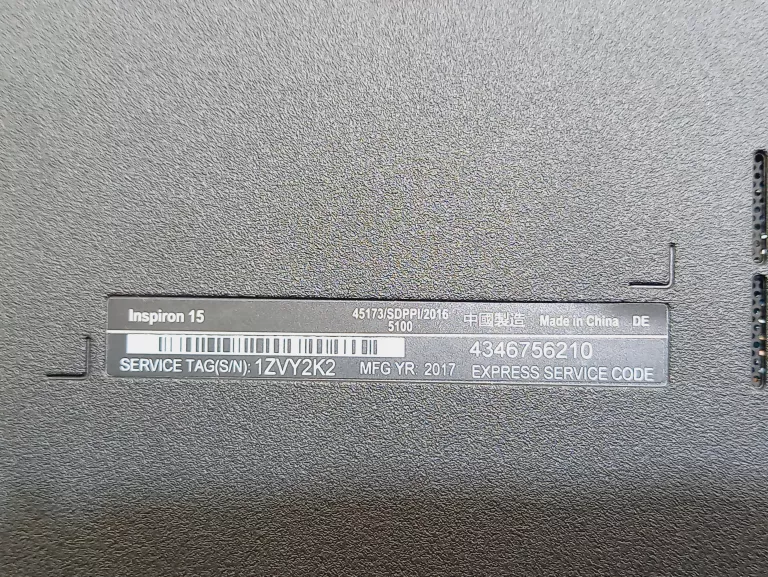 Inspiron 15
45173/SDPPI/2016
5100
中國製造 Made in China DE
4346756210
SERVICE TAG(S/N): 1ZVY2K2 MFG YR 2017 EXPRESS SERVICE CODE